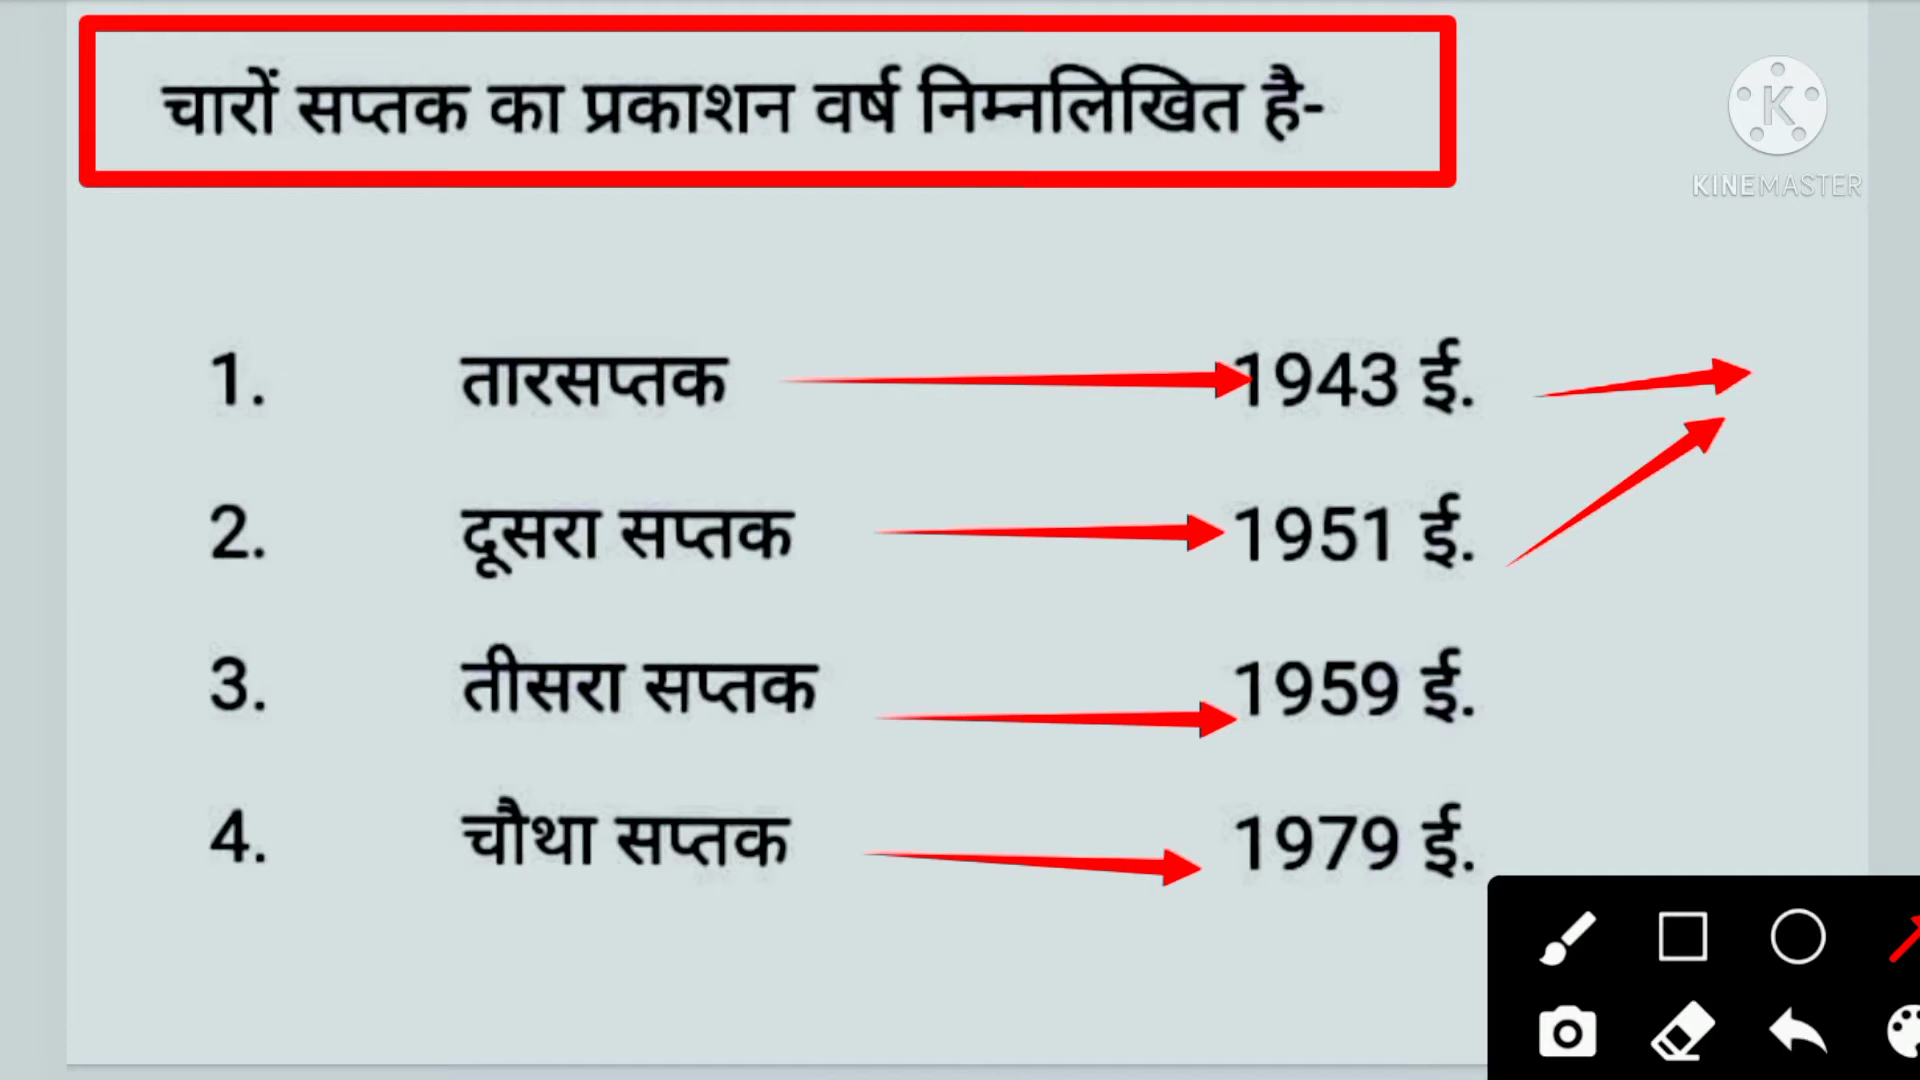 चारों सप्तक का प्रकाशन वर्ष निम्नलिखित है-
KINEMASTER
1. तारसप्तक 1943 ई.
2. दूसरा सप्तक 1951 ई.
3. तीसरा सप्तक 1959 ई.
4. चौथा सप्तक 1979 ई.